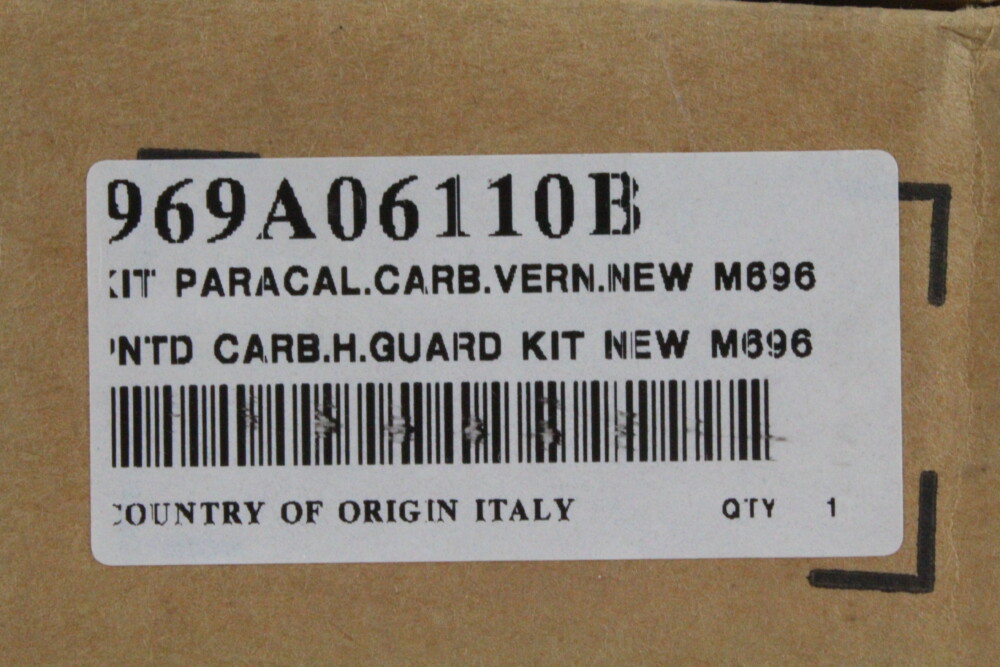 969A06110B
KIT PARACAL.CARB.VERN.NEW M696
PNTD CARB.H.GUARD KIT NEW M696
COUNTRY OF ORIGIN ITALY QTY 1